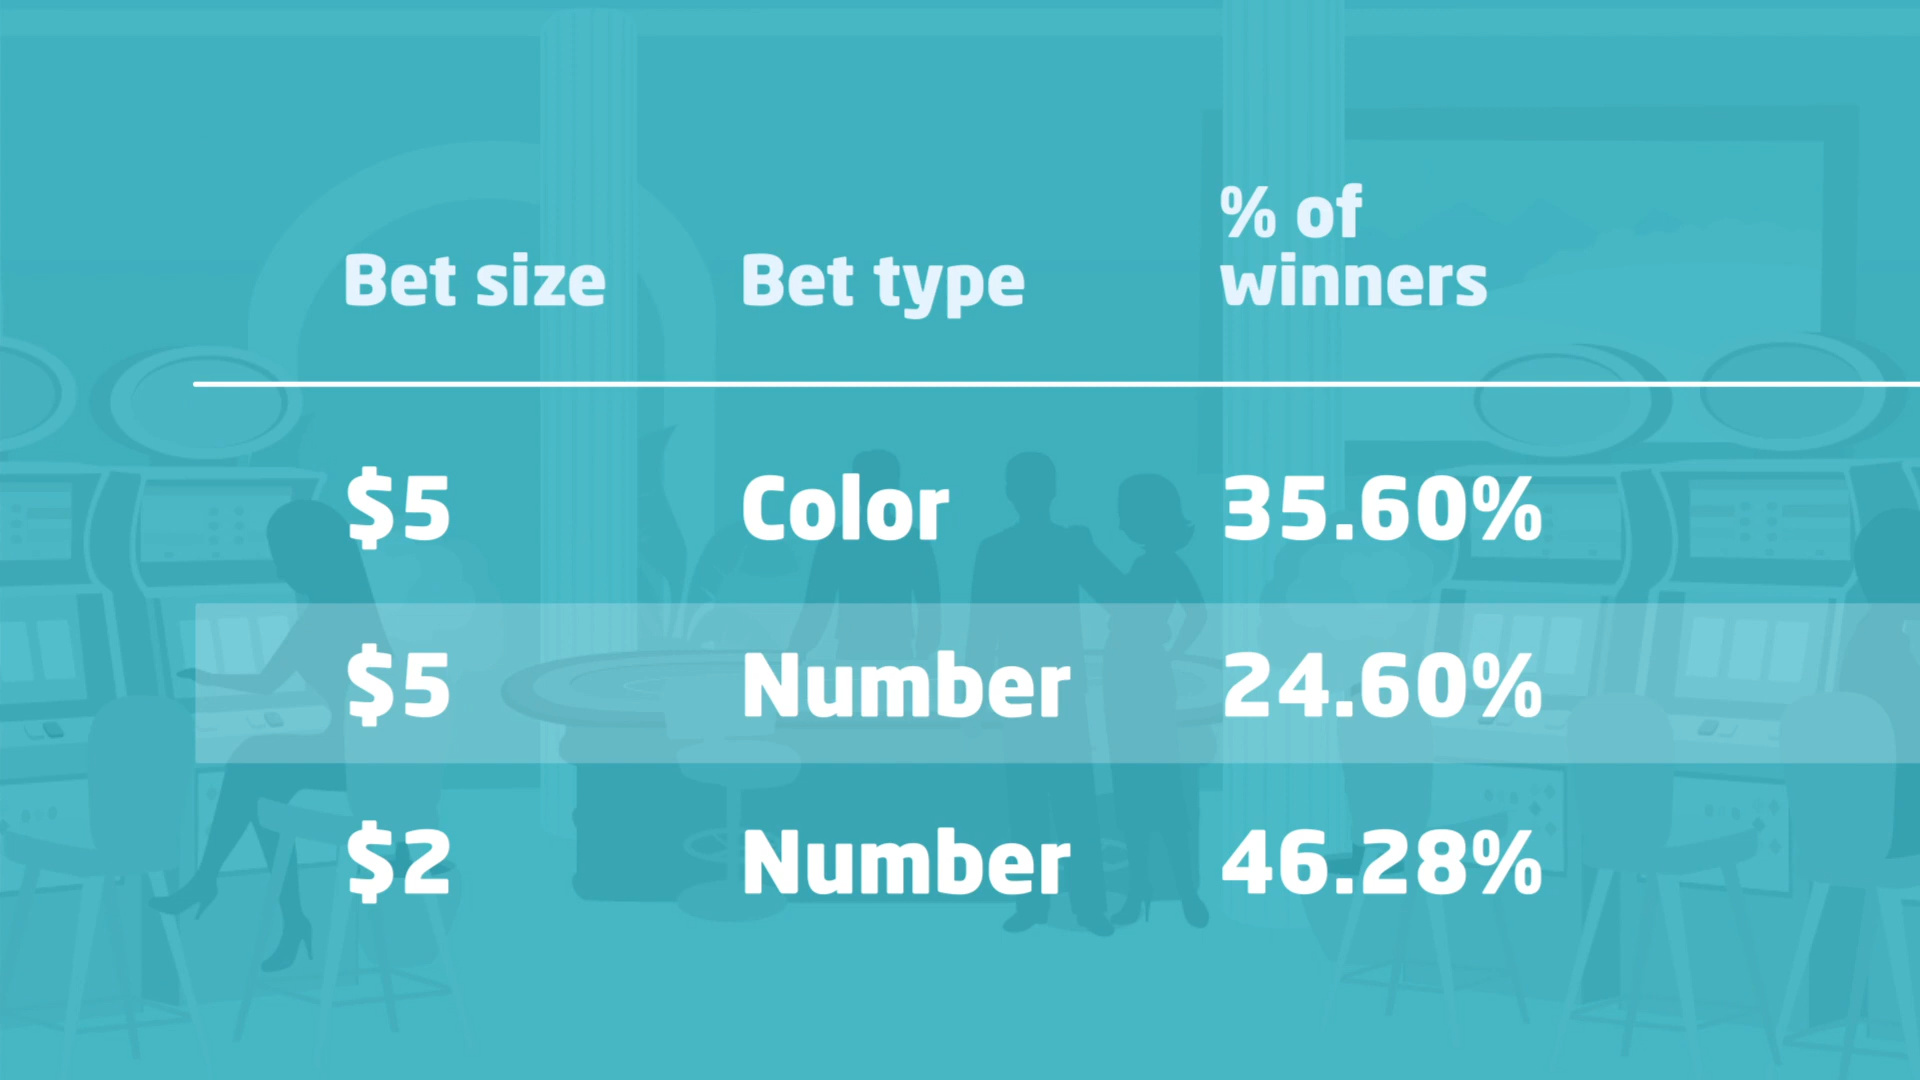 Bet size Bet type % of winners
$5 Color 35.60%
$5 Number 24.60%
$2 Number 46.28%